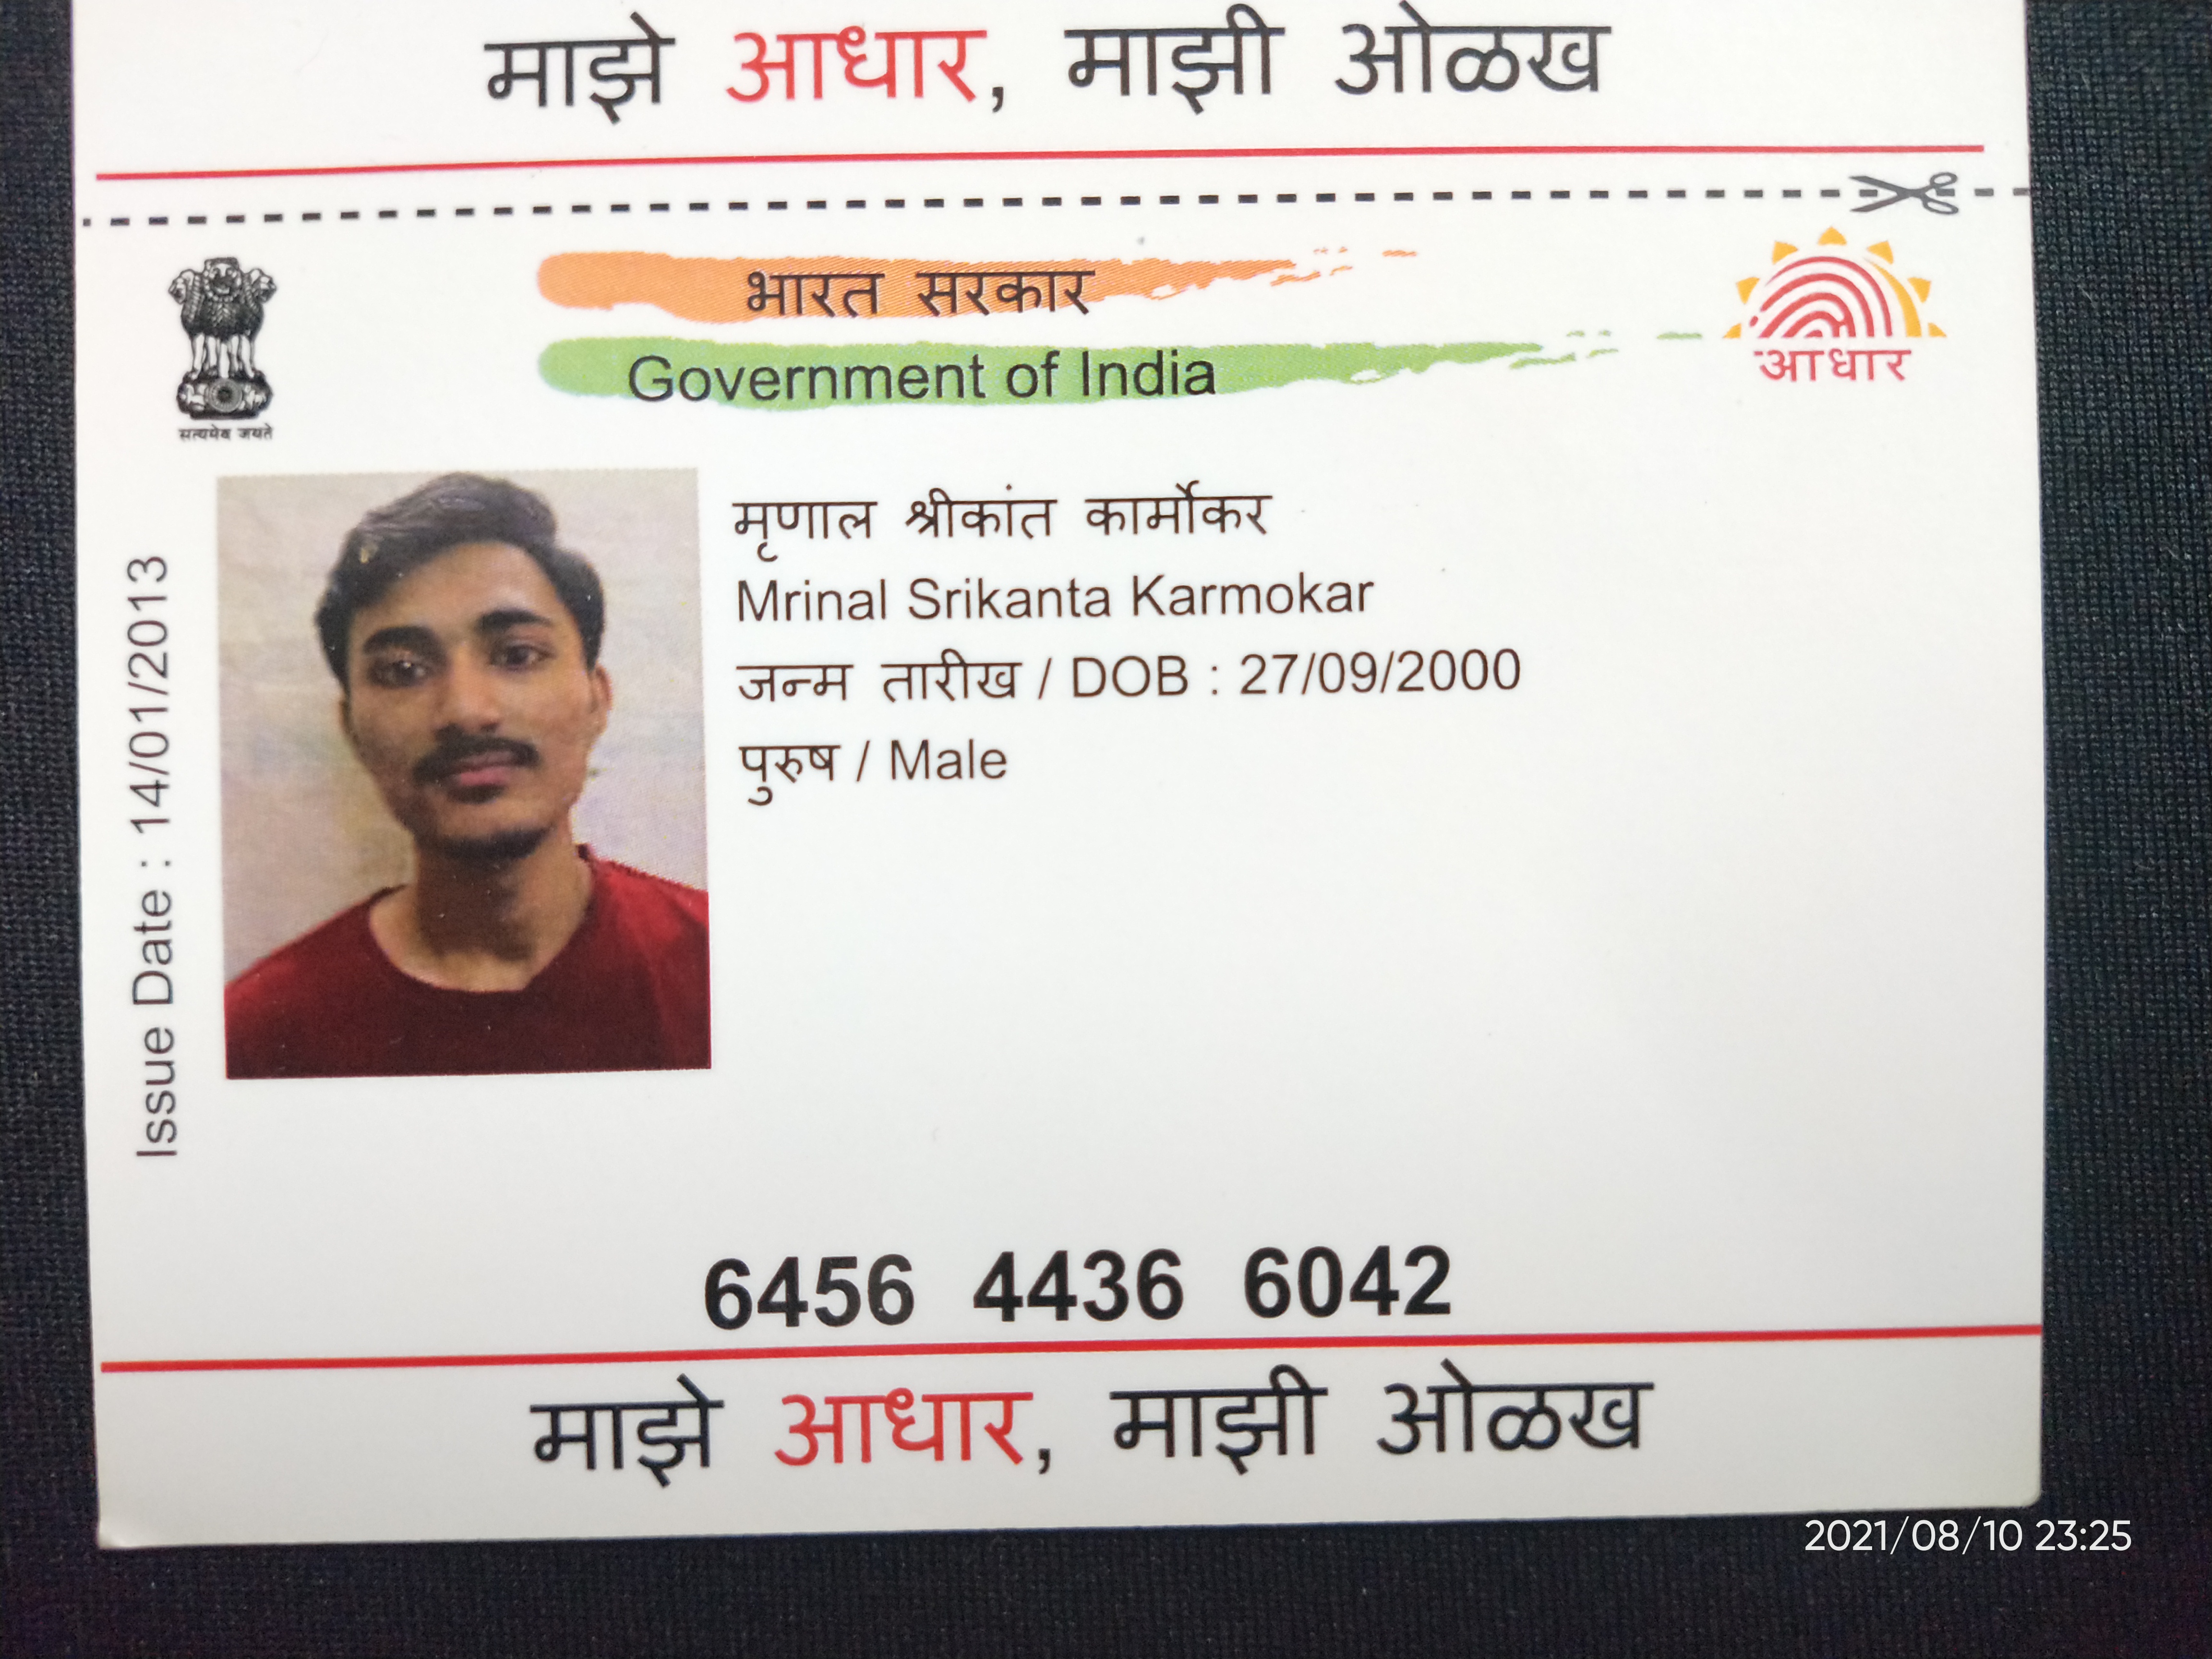 माझे आधार, माझी ओळख
भारत सरकार
Government of India
आधार
सत्यमेव जयते
Issue Date : 14/01/2013
मृणाल श्रीकांत कार्मोकर
Mrinal Srikanta Karmokar
जन्म तारीख / DOB : 27/09/2000
पुरुष / Male
6456 4436 6042
माझे आधार, माझी ओळख
2021/08/10 23:25